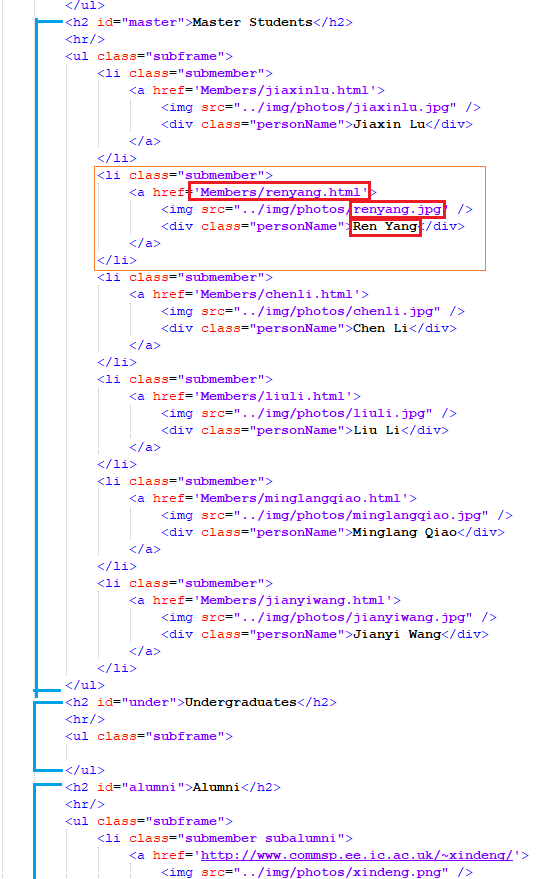 </ul>
<h2 id="master">Master Students</h2>
<hr/>
<ul class="subframe">
<li class="submember">
<a href='Members/jiaxinlu.html'>
<img src="../img/photos/jiaxinlu.jpg" />
<div class="personName">Jiaxin Lu</div>
</a>
</li>
<li class="submember">
<a href='Members/renyang.html'>
<img src="../img/photos/renyang.jpg" />
<div class="personName">Ren Yang</div>
</a>
</li>
<li class="submember">
<a href='Members/chenli.html'>
<img src="../img/photos/chenli.jpg" />
<div class="personName">Chen Li</div>
</a>
</li>
<li class="submember">
<a href='Members/liuli.html'>
<img src="../img/photos/liuli.jpg" />
<div class="personName">Liu Li</div>
</a>
</li>
<li class="submember">
<a href='Members/minglangqiao.html'>
<img src="../img/photos/minglangqiao.jpg" />
<div class="personName">Minglang Qiao</div>
</a>
</li>
<li class="submember">
<a href='Members/jianyiwang.html'>
<img src="../img/photos/jianyiwang.jpg" />
<div class="personName">Jianyi Wang</div>
</a>
</li>
</ul>
<h2 id="under">Undergraduates</h2>
<hr/>
<ul class="subframe">
</ul>
<h2 id="alumni">Alumni</h2>
<hr/>
<ul class="subframe">
<li class="submember subalumni">
<a href='http://www.commsp.ee.ic.ac.uk/~xindeng/'>
<img src="../img/photos/xindeng.png" />